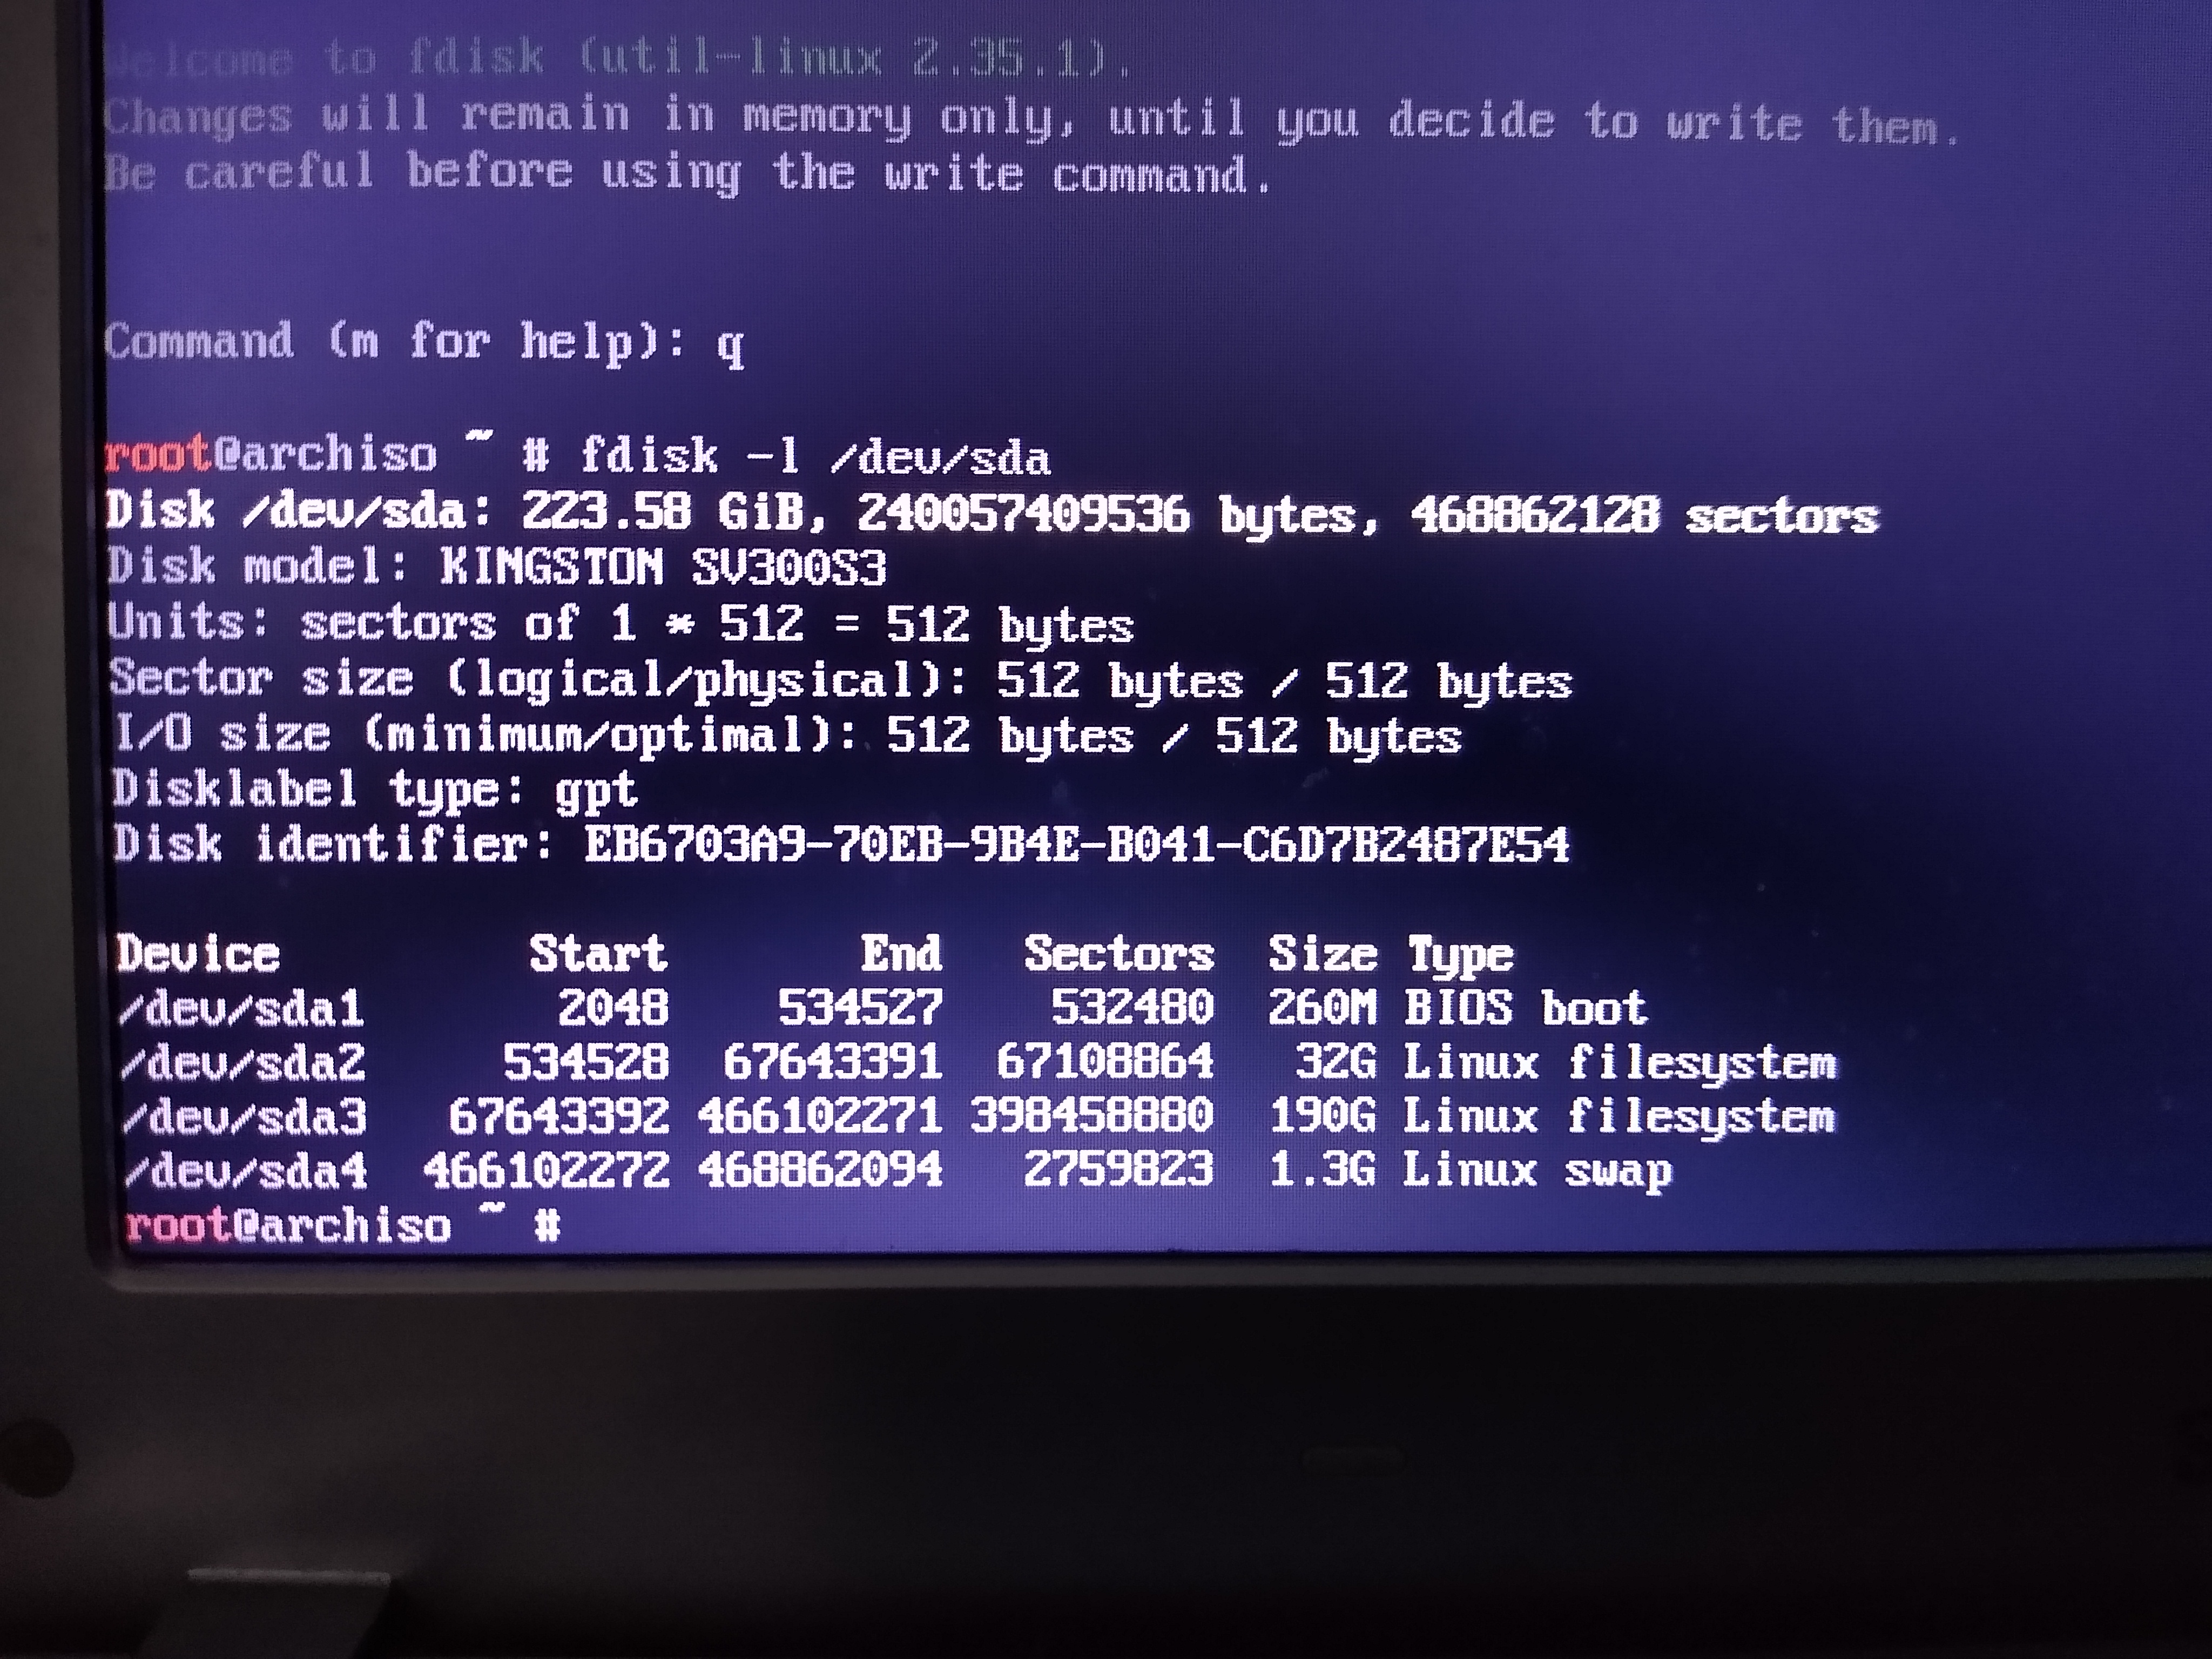 Welcome to fdisk (util-linux 2.35.1).
Changes will remain in memory only, until you decide to write them.
Be careful before using the write command.
Command (m for help): q
root@archiso ~ # fdisk -l /dev/sda
Disk /dev/sda: 223.58 GiB, 240057409536 bytes, 468862128 sectors
Disk model: KINGSTON SV300S3
Units: sectors of 1 * 512 = 512 bytes
Sector size (logical/physical): 512 bytes / 512 bytes
I/O size (minimum/optimal): 512 bytes / 512 bytes
Disklabel type: gpt
Disk identifier: EB6703A9-70EB-9B4E-B041-C6D7B2487E54
Device Start End Sectors Size Type
/dev/sda1 2048 534527 532480 260M BIOS boot
/dev/sda2 534528 67643391 67108864 32G Linux filesystem
/dev/sda3 67643392 466102271 398458880 190G Linux filesystem
/dev/sda4 466102272 468862094 2759823 1.3G Linux swap
root@archiso ~ #